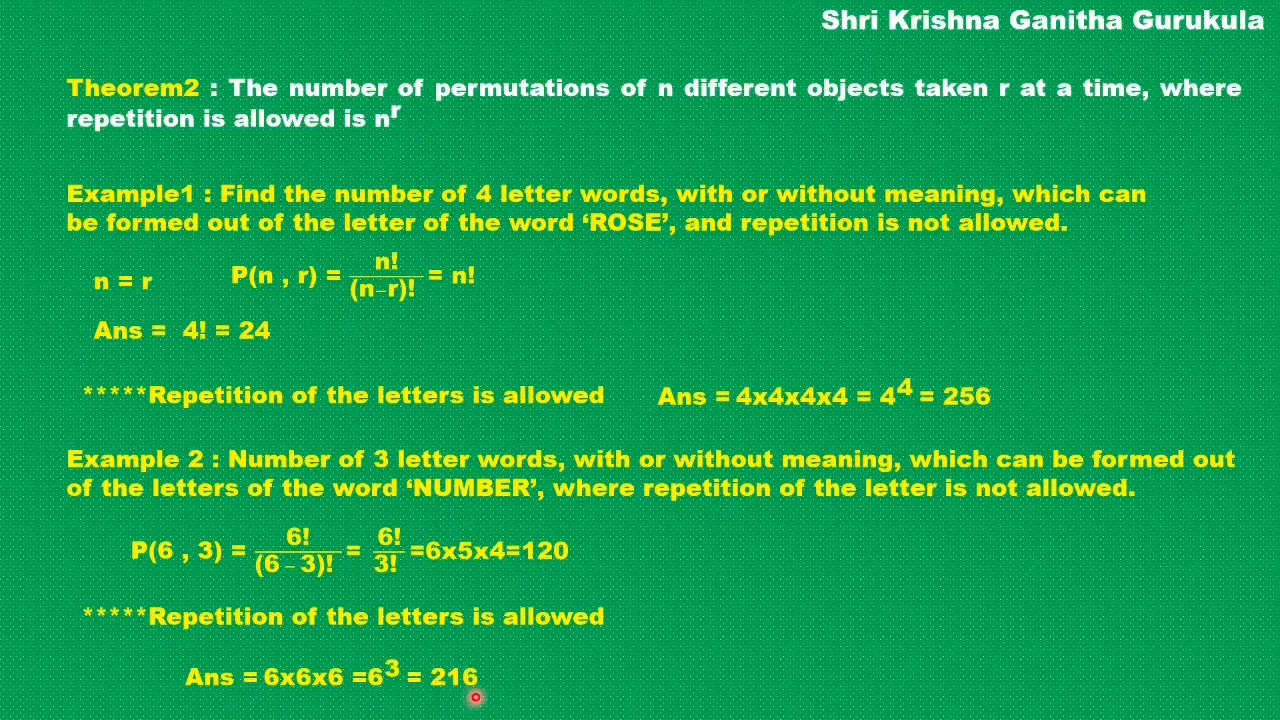 Shri Krishna Ganitha Gurukula
Theorem2 : The number of permutations of n different objects taken r at a time, where
repetition is allowed is n^r
Example1 : Find the number of 4 letter words, with or without meaning, which can
be formed out of the letter of the word ‘ROSE’, and repetition is not allowed.
n = r P(n , r) = n!/(n−r)! = n!
Ans = 4! = 24
*****Repetition of the letters is allowed Ans = 4x4x4x4 = 4^4 = 256
Example 2 : Number of 3 letter words, with or without meaning, which can be formed out
of the letters of the word ‘NUMBER’, where repetition of the letter is not allowed.
P(6 , 3) = 6!/(6−3)! = 6!/3! =6x5x4=120
*****Repetition of the letters is allowed
Ans = 6x6x6 =6^3 = 216